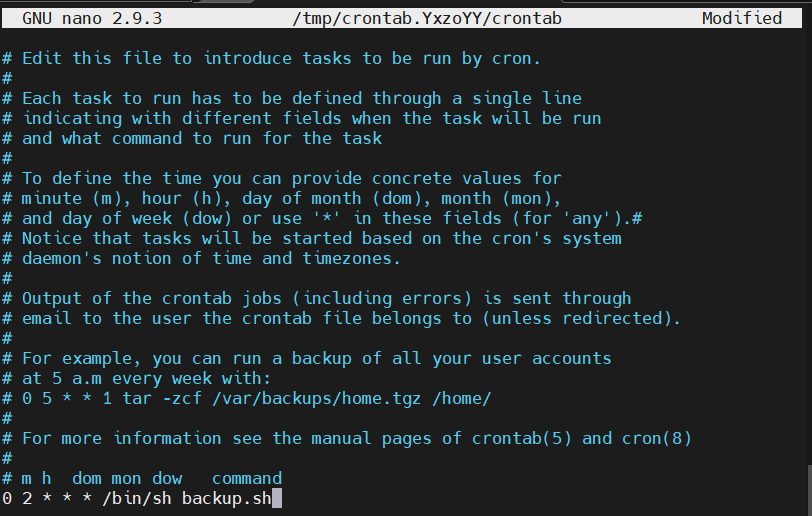 GNU nano 2.9.3 /tmp/crontab.YxzoYY/crontab Modified
# Edit this file to introduce tasks to be run by cron.
#
# Each task to run has to be defined through a single line
# indicating with different fields when the task will be run
# and what command to run for the task
#
# To define the time you can provide concrete values for
# minute (m), hour (h), day of month (dom), month (mon),
# and day of week (dow) or use '*' in these fields (for 'any').#
# Notice that tasks will be started based on the cron's system
# daemon's notion of time and timezones.
#
# Output of the crontab jobs (including errors) is sent through
# email to the user the crontab file belongs to (unless redirected).
#
# For example, you can run a backup of all your user accounts
# at 5 a.m every week with:
# 0 5 * * 1 tar -zcf /var/backups/home.tgz /home/
#
# For more information see the manual pages of crontab(5) and cron(8)
#
# m h  dom mon dow   command
0 2 * * * /bin/sh backup.sh